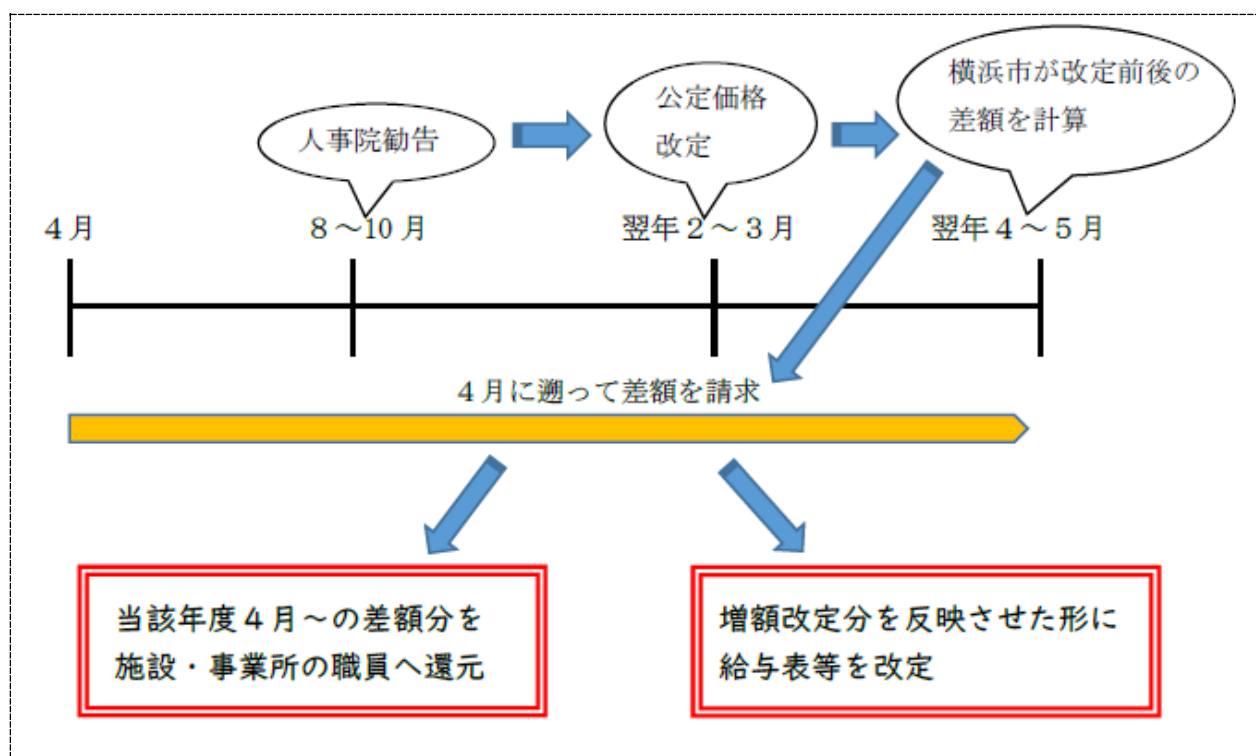 人事院勧告
公定価格
改定
横浜市が改定前後の
差額を計算
４月
８～10 月
翌年２～３月
翌年４～５月
４月に遡って差額を請求
当該年度４月～の差額分を
施設・事業所の職員へ還元
増額改定分を反映させた形に
給与表等を改定